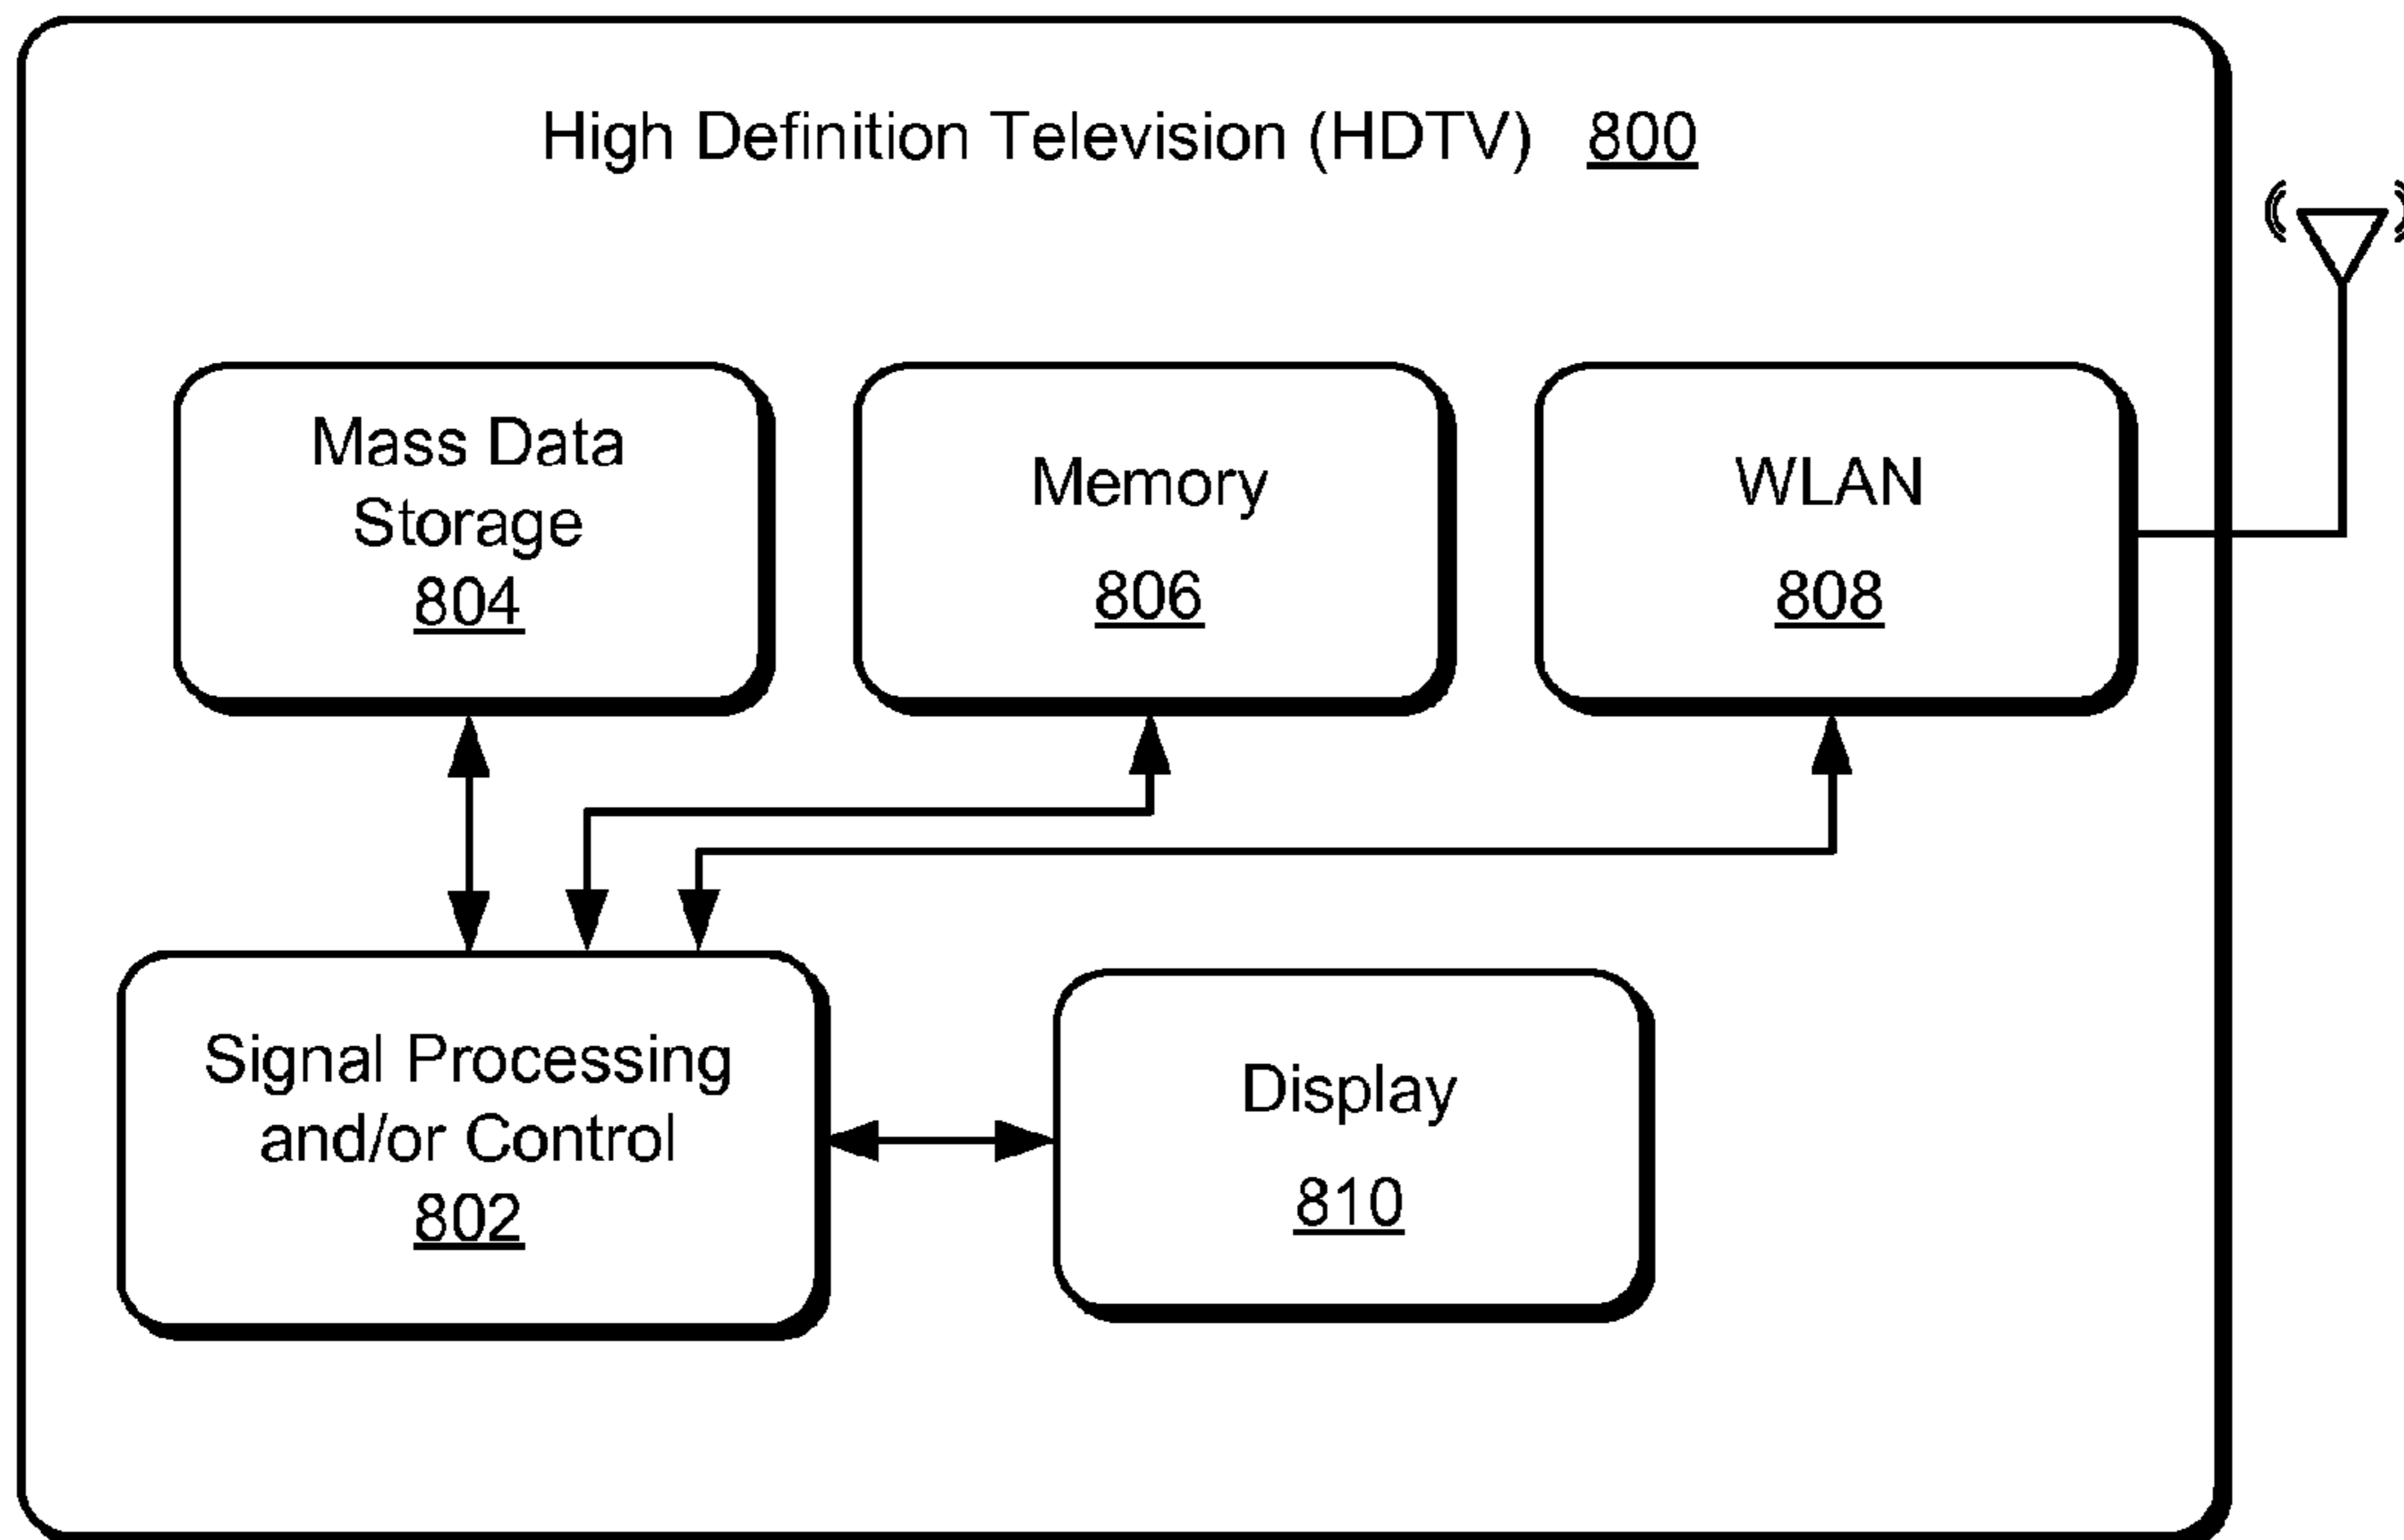 High Definition Television (HDTV) 800
Mass Data
Storage
804
Memory
806
WLAN
808
Signal Processing
and/or Control
802
Display
810